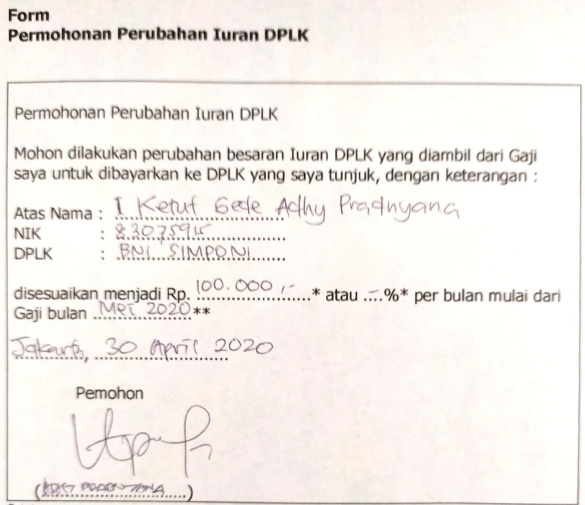 Form
Permohonan Perubahan Iuran DPLK
Permohonan Perubahan Iuran DPLK
Mohon dilakukan perubahan besaran Iuran DPLK yang diambil dari Gaji
saya untuk dibayarkan ke DPLK yang saya tunjuk, dengan keterangan :
Atas Nama : I Ketut Gede Adhy Pradnyana
NIK :
DPLK : BNI SIMPONI
disesuaikan menjadi Rp. 100.000,-* atau -%* per bulan mulai dari
Gaji bulan Mei 2020**
Jakarta, 30 April 2020
Pemohon